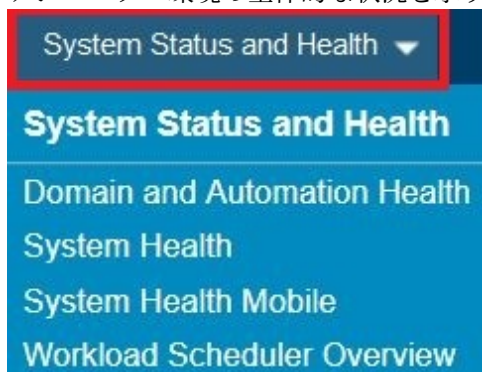 System Status and Health
System Status and Health
Domain and Automation Health
System Health
System Health Mobile
Workload Scheduler Overview